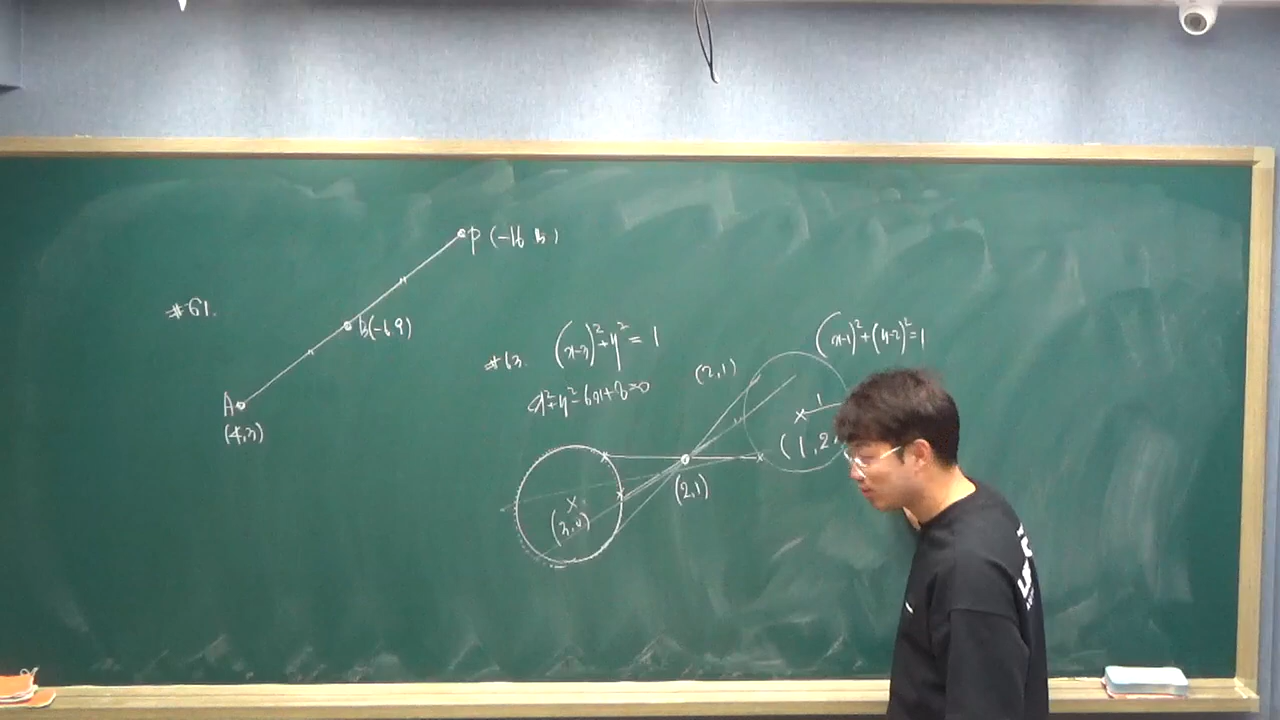 #61.
P(-16, 15)
B(-6,9)
A
(4,3)
#63.
(x-3)²+y²=1
x²+y²-6x+8=0
(2,1)
(x-1)²+(y-2)²=1
1
(1,2
(2,1)
(3,0)